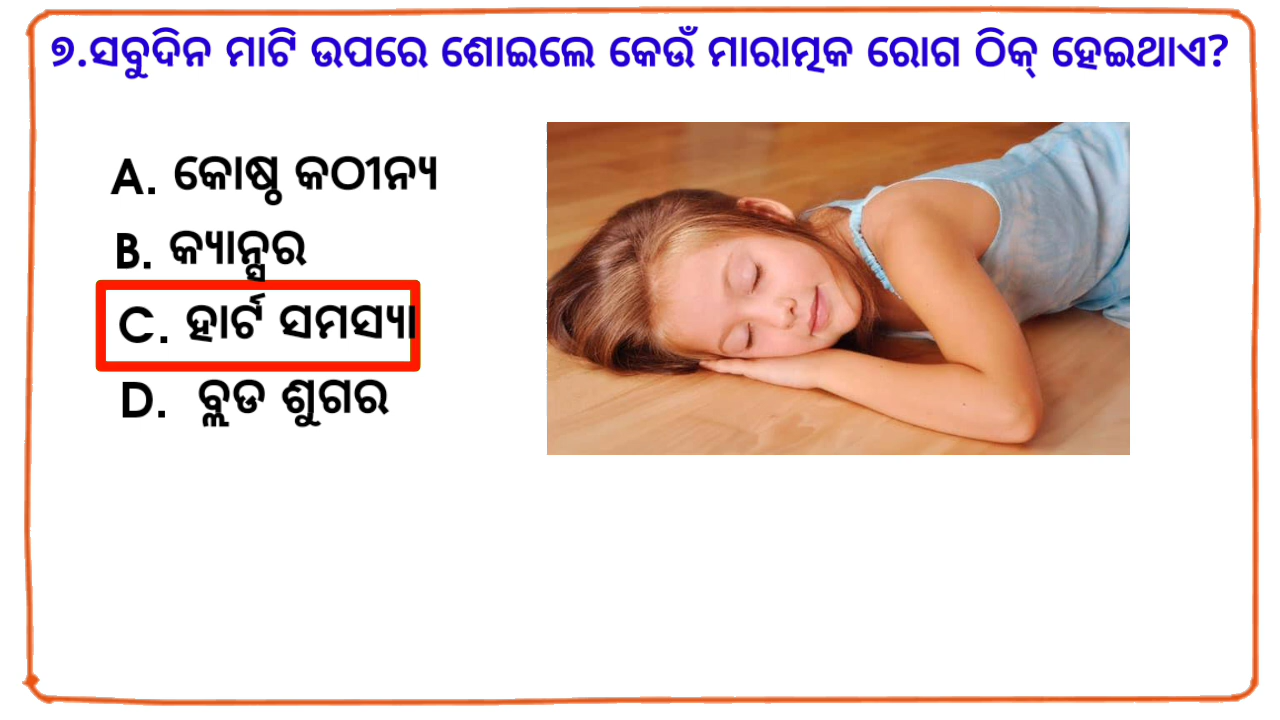 ୭.ସବୁଦିନ ମାଟି ଉପରେ ଶୋଇଲେ କେଉଁ ମାରାତ୍ମକ ରୋଗ ଠିକ୍ ହେଇଥାଏ?
A. କୋଷ୍ଠ କଠୀନ୍ୟ
B. କ୍ୟାନ୍ସର
C. ହାର୍ଟ ସମସ୍ୟା
D. ବ୍ଲଡ ଶୁଗର